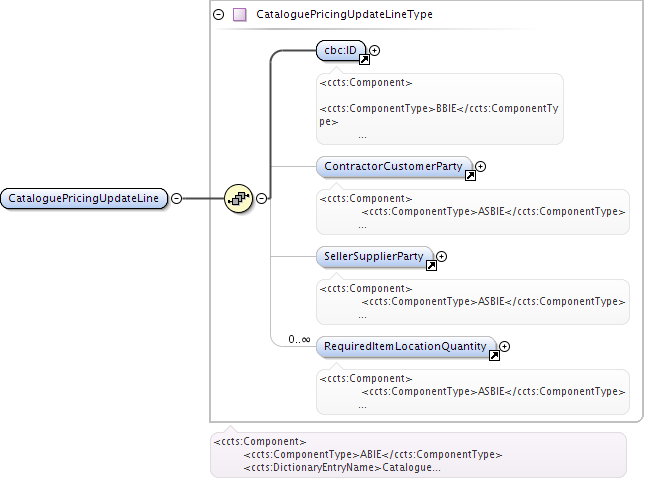 CataloguePricingUpdateLineType
cbc:ID
<ccts:Component>
<ccts:ComponentType>BBIE</ccts:ComponentTy
pe>
...
ContractorCustomerParty
<ccts:Component>
<ccts:ComponentType>ASBIE</ccts:ComponentType>
...
CataloguePricingUpdateLine
SellerSupplierParty
<ccts:Component>
<ccts:ComponentType>ASBIE</ccts:ComponentType>
...
0..∞
RequiredItemLocationQuantity
<ccts:Component>
<ccts:ComponentType>ASBIE</ccts:ComponentType>
...
<ccts:Component>
<ccts:ComponentType>ABIE</ccts:ComponentType>
<ccts:DictionaryEntryName>Catalogue...